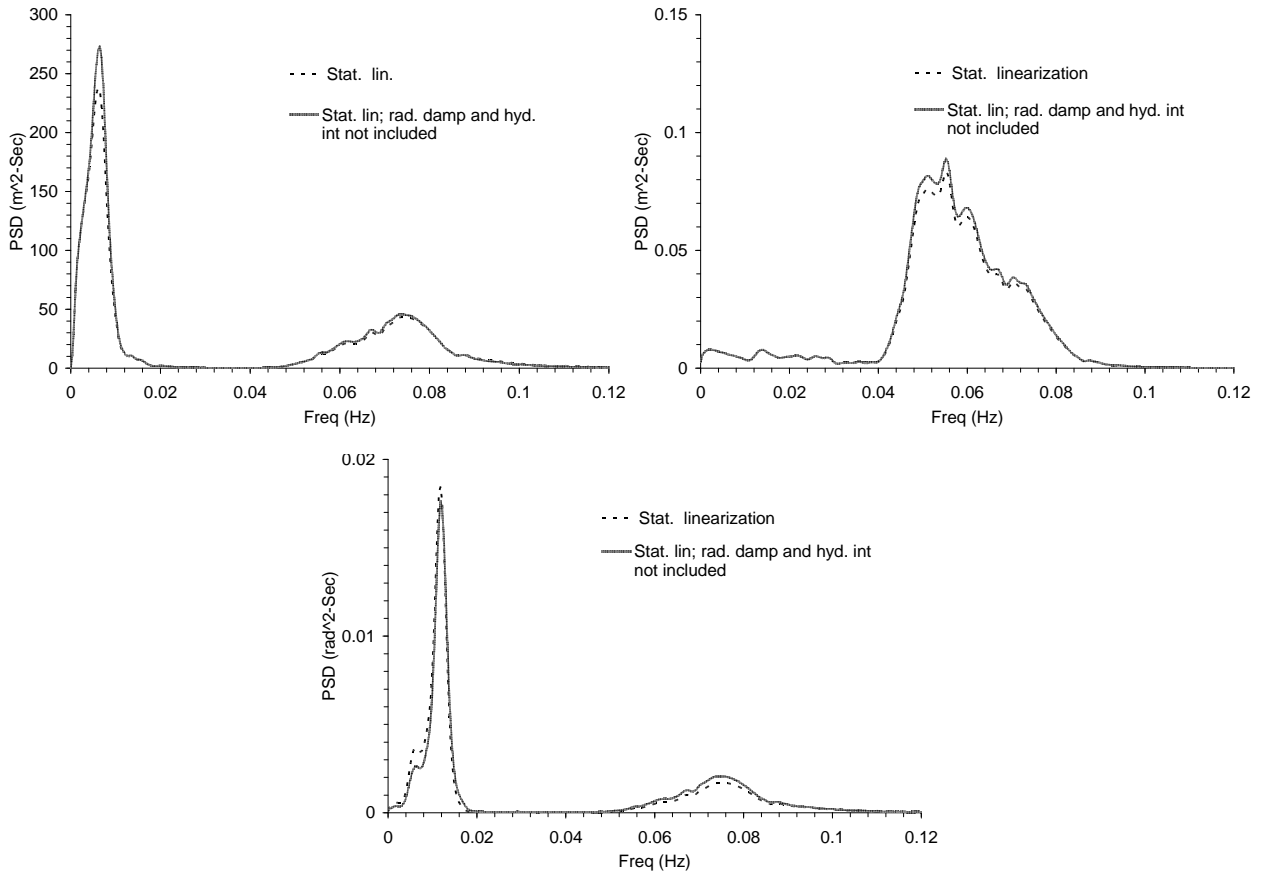 300
250
200
150
100
50
0
PSD (m^2-Sec)
Stat. lin.
Stat. lin; rad. damp and hyd.
int not included
0 0.02 0.04 0.06 0.08 0.1 0.12
Freq (Hz)
0.15
0.1
0.05
0
PSD (m^2-Sec)
Stat. linearization
Stat. lin; rad. damp and hyd. int
not included
0 0.02 0.04 0.06 0.08 0.1 0.12
Freq (Hz)
0.02
0.01
0
PSD (rad^2-Sec)
Stat. linearization
Stat. lin; rad. damp and hyd. int
not included
0 0.02 0.04 0.06 0.08 0.1 0.12
Freq (Hz)